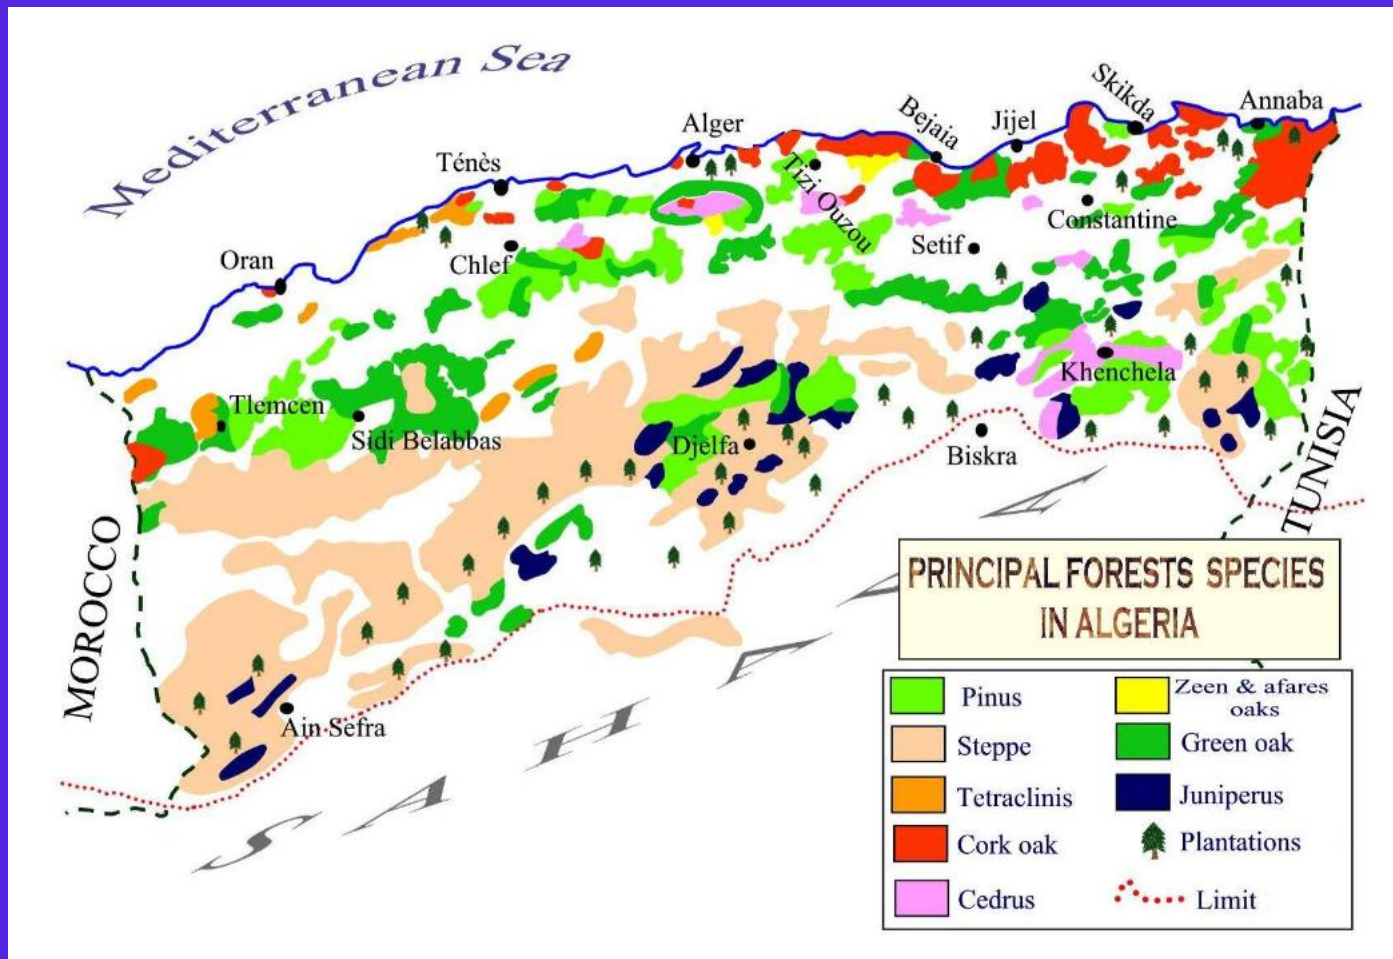 Mediterranean Sea
Skikda
Annaba
Bejaia
Jijel
Alger
Ténès
Tizi Ouzou
Constantine
Oran
Chlef
Setif
Khenchela
Tlemcen
Sidi Belabbas
Djelfa
Biskra
MOROCCO
TUNISIA
Ain Sefra
SAHARA
PRINCIPAL FORESTS SPECIES
IN ALGERIA
Pinus
Zeen & afares
oaks
Steppe
Green oak
Tetraclinis
Juniperus
Cork oak
Plantations
Cedrus
Limit